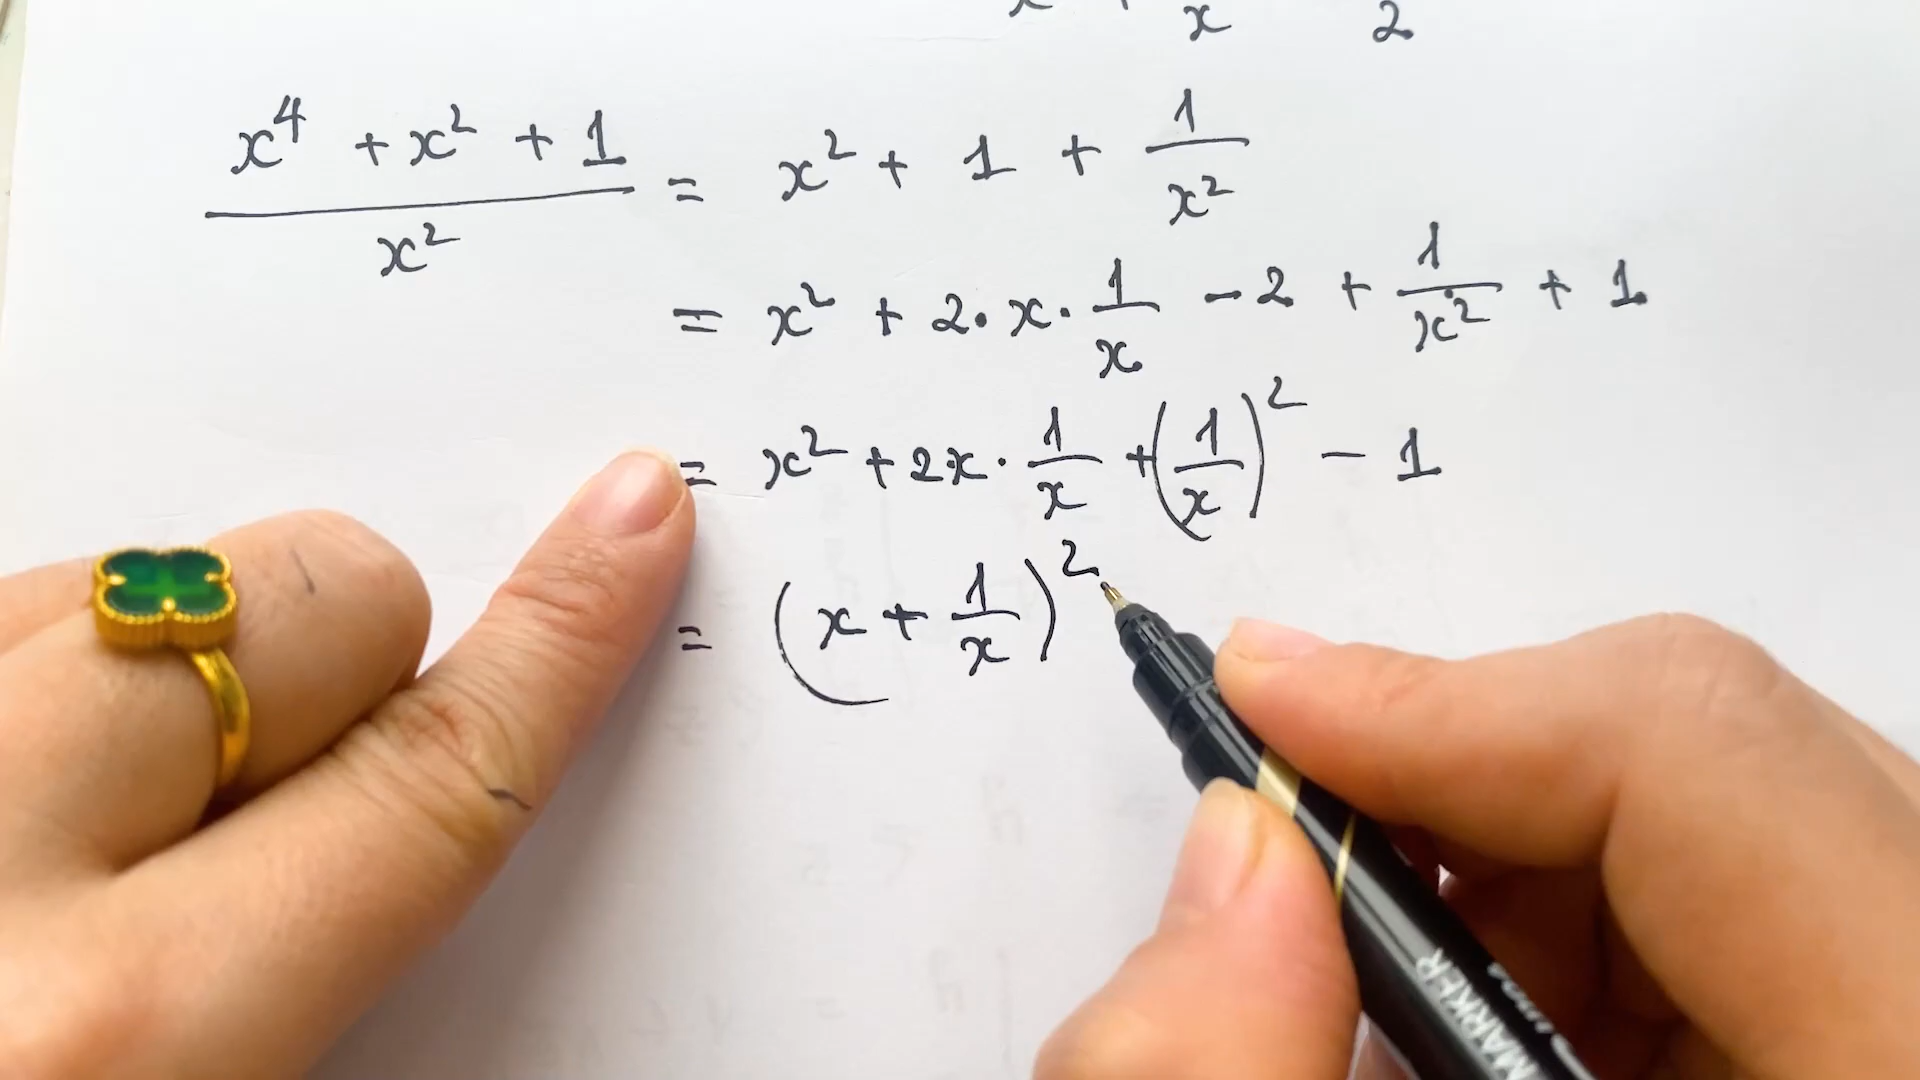 x 2
x⁴ + x² + 1 / x² = x² + 1 + 1/x²
= x² + 2 · x · 1/x - 2 + 1/x² + 1
= x² + 2x · 1/x + (1/x)² - 1
= (x + 1/x)²
MARKER